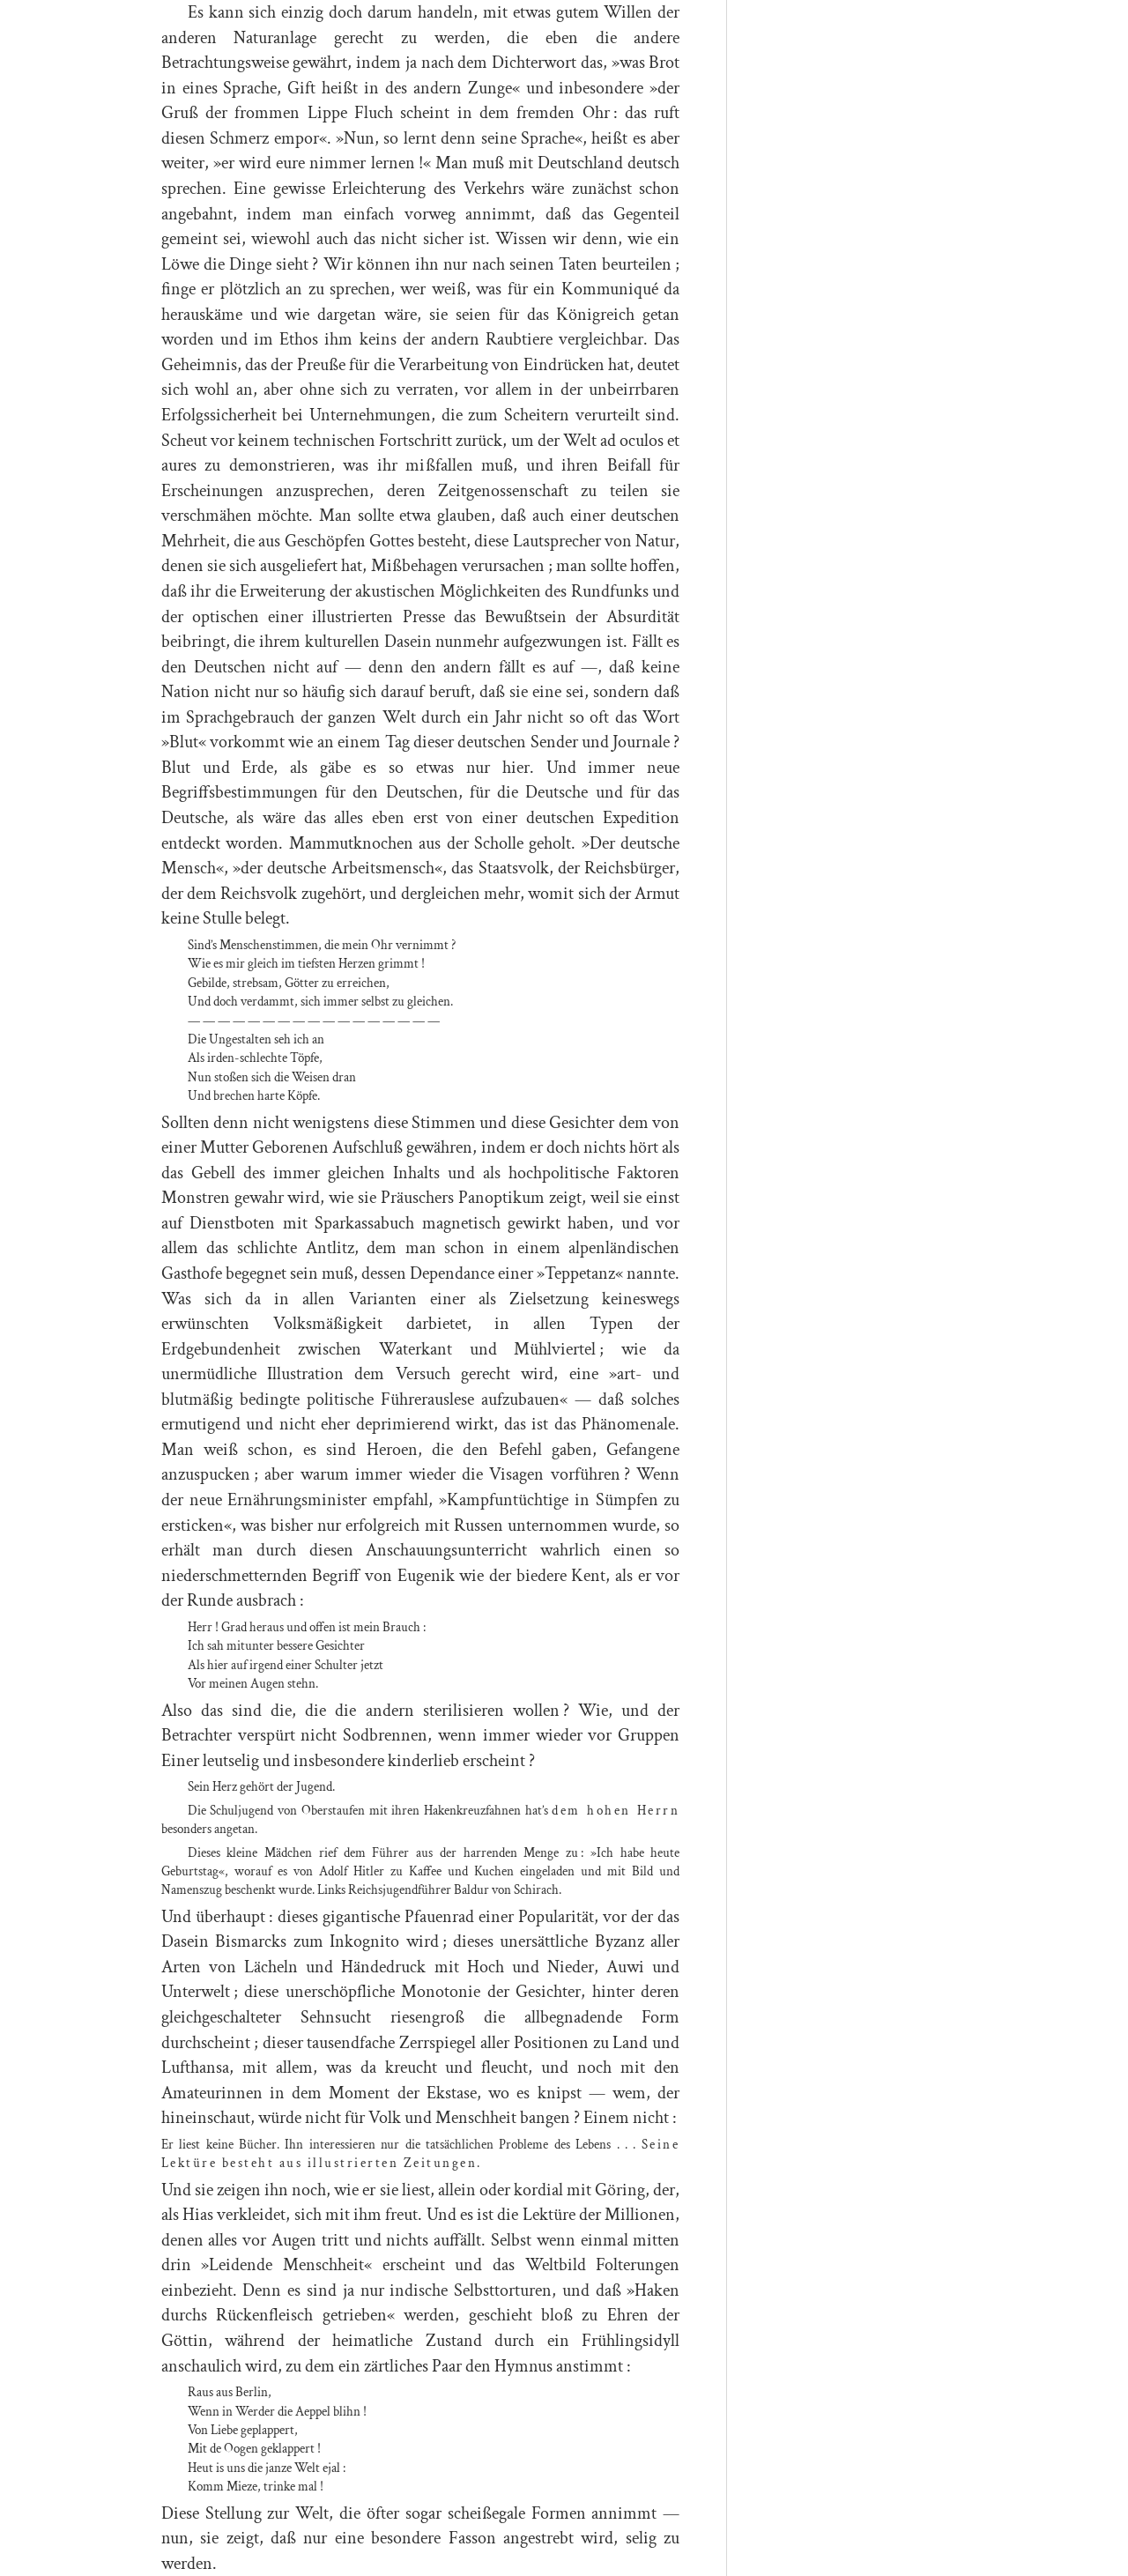 Es kann sich einzig doch darum handeln, mit etwas gutem Willen der
anderen Naturanlage gerecht zu werden, die eben die andere
Betrachtungsweise gewährt, indem ja nach dem Dichterwort das, »was Brot
in eines Sprache, Gift heißt in des andern Zunge« und inbesondere »der
Gruß der frommen Lippe Fluch scheint in dem fremden Ohr : das ruft
diesen Schmerz empor«. »Nun, so lernt denn seine Sprache«, heißt es aber
weiter, »er wird eure nimmer lernen !« Man muß mit Deutschland deutsch
sprechen. Eine gewisse Erleichterung des Verkehrs wäre zunächst schon
angebahnt, indem man einfach vorweg annimmt, daß das Gegenteil
gemeint sei, wiewohl auch das nicht sicher ist. Wissen wir denn, wie ein
Löwe die Dinge sieht ? Wir können ihn nur nach seinen Taten beurteilen ;
finge er plötzlich an zu sprechen, wer weiß, was für ein Kommuniqué da
herauskäme und wie dargetan wäre, sie seien für das Königreich getan
worden und im Ethos ihm keins der andern Raubtiere vergleichbar. Das
Geheimnis, das der Preuße für die Verarbeitung von Eindrücken hat, deutet
sich wohl an, aber ohne sich zu verraten, vor allem in der unbeirrbaren
Erfolgssicherheit bei Unternehmungen, die zum Scheitern verurteilt sind.
Scheut vor keinem technischen Fortschritt zurück, um der Welt ad oculos et
aures zu demonstrieren, was ihr mißfallen muß, und ihren Beifall für
Erscheinungen anzusprechen, deren Zeitgenossenschaft zu teilen sie
verschmähen möchte. Man sollte etwa glauben, daß auch einer deutschen
Mehrheit, die aus Geschöpfen Gottes besteht, diese Lautsprecher von Natur,
denen sie sich ausgeliefert hat, Mißbehagen verursachen ; man sollte hoffen,
daß ihr die Erweiterung der akustischen Möglichkeiten des Rundfunks und
der optischen einer illustrierten Presse das Bewußtsein der Absurdität
beibringt, die ihrem kulturellen Dasein nunmehr aufgezwungen ist. Fällt es
den Deutschen nicht auf — denn den andern fällt es auf —, daß keine
Nation nicht nur so häufig sich darauf beruft, daß sie eine sei, sondern daß
im Sprachgebrauch der ganzen Welt durch ein Jahr nicht so oft das Wort
»Blut« vorkommt wie an einem Tag dieser deutschen Sender und Journale ?
Blut und Erde, als gäbe es so etwas nur hier. Und immer neue
Begriffsbestimmungen für den Deutschen, für die Deutsche und für das
Deutsche, als wäre das alles eben erst von einer deutschen Expedition
entdeckt worden. Mammutknochen aus der Scholle geholt. »Der deutsche
Mensch«, »der deutsche Arbeitsmensch«, das Staatsvolk, der Reichsbürger,
der dem Reichsvolk zugehört, und dergleichen mehr, womit sich der Armut
keine Stulle belegt.
Sind's Menschenstimmen, die mein Ohr vernimmt ?
Wie es mir gleich im tiefsten Herzen grimmt !
Gebilde, strebsam, Götter zu erreichen,
Und doch verdammt, sich immer selbst zu gleichen.
— — — — — — — — — — — — — — — — —
Die Ungestalten seh ich an
Als irden-schlechte Töpfe,
Nun stoßen sich die Weisen dran
Und brechen harte Köpfe.
Sollten denn nicht wenigstens diese Stimmen und diese Gesichter dem von
einer Mutter Geborenen Aufschluß gewähren, indem er doch nichts hört als
das Gebell des immer gleichen Inhalts und als hochpolitische Faktoren
Monstren gewahr wird, wie sie Präuschers Panoptikum zeigt, weil sie einst
auf Dienstboten mit Sparkassabuch magnetisch gewirkt haben, und vor
allem das schlichte Antlitz, dem man schon in einem alpenländischen
Gasthofe begegnet sein muß, dessen Dependance einer »Teppetanz« nannte.
Was sich da in allen Varianten einer als Zielsetzung keineswegs
erwünschten Volksmäßigkeit darbietet, in allen Typen der
Erdgebundenheit zwischen Waterkant und Mühlviertel ; wie da
unermüdliche Illustration dem Versuch gerecht wird, eine »art- und
blutmäßig bedingte politische Führerauslese aufzubauen« — daß solches
ermutigend und nicht eher deprimierend wirkt, das ist das Phänomenale.
Man weiß schon, es sind Heroen, die den Befehl gaben, Gefangene
anzuspucken ; aber warum immer wieder die Visagen vorführen ? Wenn
der neue Ernährungsminister empfahl, »Kampfuntüchtige in Sümpfen zu
ersticken«, was bisher nur erfolgreich mit Russen unternommen wurde, so
erhält man durch diesen Anschauungsunterricht wahrlich einen so
niederschmetternden Begriff von Eugenik wie der biedere Kent, als er vor
der Runde ausbrach :
Herr ! Grad heraus und offen ist mein Brauch :
Ich sah mitunter bessere Gesichter
Als hier auf irgend einer Schulter jetzt
Vor meinen Augen stehn.
Also das sind die, die die andern sterilisieren wollen ? Wie, und der
Betrachter verspürt nicht Sodbrennen, wenn immer wieder vor Gruppen
Einer leutselig und insbesondere kinderlieb erscheint ?
Sein Herz gehört der Jugend.
Die Schuljugend von Oberstaufen mit ihren Hakenkreuzfahnen hat's dem hohen Herrn
besonders angetan.
Dieses kleine Mädchen rief dem Führer aus der harrenden Menge zu : »Ich habe heute
Geburtstag«, worauf es von Adolf Hitler zu Kaffee und Kuchen eingeladen und mit Bild und
Namenszug beschenkt wurde. Links Reichsjugendführer Baldur von Schirach.
Und überhaupt : dieses gigantische Pfauenrad einer Popularität, vor der das
Dasein Bismarcks zum Inkognito wird ; dieses unersättliche Byzanz aller
Arten von Lächeln und Händedruck mit Hoch und Nieder, Auwi und
Unterwelt ; diese unerschöpfliche Monotonie der Gesichter, hinter deren
gleichgeschalteter Sehnsucht riesengroß die allbegnadende Form
durchscheint ; dieser tausendfache Zerrspiegel aller Positionen zu Land und
Lufthansa, mit allem, was da kreucht und fleucht, und noch mit den
Amateurinnen in dem Moment der Ekstase, wo es knipst — wem, der
hineinschaut, würde nicht für Volk und Menschheit bangen ? Einem nicht :
Er liest keine Bücher. Ihn interessieren nur die tatsächlichen Probleme des Lebens . . . Seine
Lektüre besteht aus illustrierten Zeitungen.
Und sie zeigen ihn noch, wie er sie liest, allein oder kordial mit Göring, der,
als Hias verkleidet, sich mit ihm freut. Und es ist die Lektüre der Millionen,
denen alles vor Augen tritt und nichts auffällt. Selbst wenn einmal mitten
drin »Leidende Menschheit« erscheint und das Weltbild Folterungen
einbezieht. Denn es sind ja nur indische Selbsttorturen, und daß »Haken
durchs Rückenfleisch getrieben« werden, geschieht bloß zu Ehren der
Göttin, während der heimatliche Zustand durch ein Frühlingsidyll
anschaulich wird, zu dem ein zärtliches Paar den Hymnus anstimmt :
Raus aus Berlin,
Wenn in Werder die Aeppel blihn !
Von Liebe geplappert,
Mit de Oogen geklappert !
Heut is uns die janze Welt ejal :
Komm Mieze, trinke mal !
Diese Stellung zur Welt, die öfter sogar scheißegale Formen annimmt —
nun, sie zeigt, daß nur eine besondere Fasson angestrebt wird, selig zu
werden.